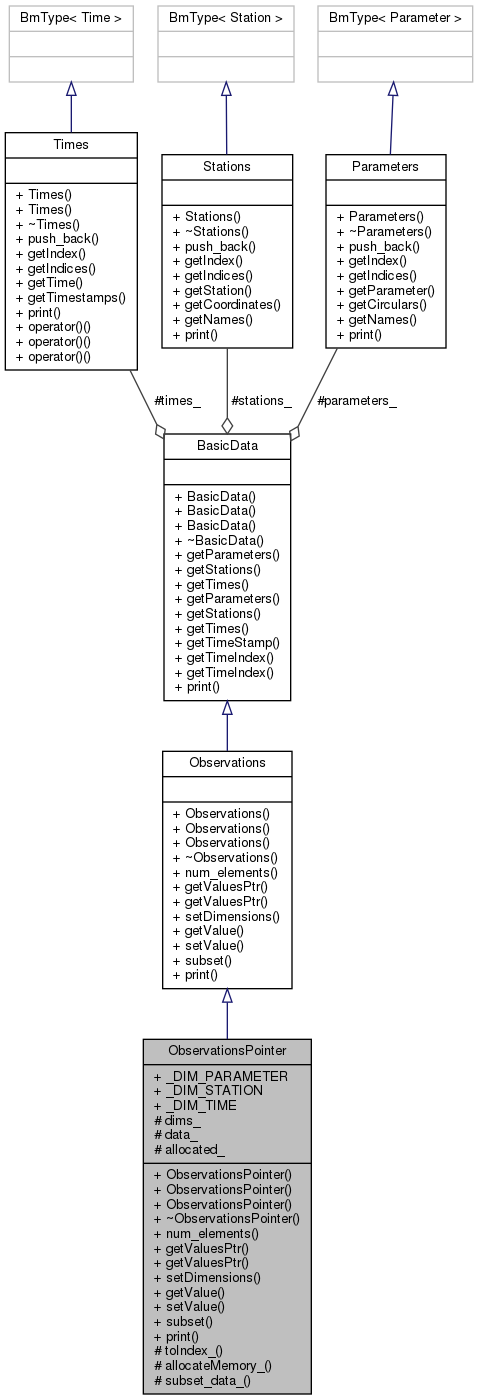 BmType< Time >
BmType< Station >
BmType< Parameter >
Times
+ Times()
+ Times()
+ ~Times()
+ push_back()
+ getIndex()
+ getIndices()
+ getTime()
+ getTimestamps()
+ print()
+ operator()()
+ operator()()
+ operator()()
Stations
+ Stations()
+ ~Stations()
+ push_back()
+ getIndex()
+ getIndices()
+ getStation()
+ getCoordinates()
+ getNames()
+ print()
Parameters
+ Parameters()
+ ~Parameters()
+ push_back()
+ getIndex()
+ getIndices()
+ getParameter()
+ getCirculars()
+ getNames()
+ print()
#times_
#stations_
#parameters_
BasicData
+ BasicData()
+ BasicData()
+ BasicData()
+ ~BasicData()
+ getParameters()
+ getStations()
+ getTimes()
+ getParameters()
+ getStations()
+ getTimes()
+ getTimeStamp()
+ getTimeIndex()
+ getTimeIndex()
+ print()
Observations
+ Observations()
+ Observations()
+ Observations()
+ ~Observations()
+ num_elements()
+ getValuesPtr()
+ getValuesPtr()
+ setDimensions()
+ getValue()
+ setValue()
+ subset()
+ print()
ObservationsPointer
+ _DIM_PARAMETER
+ _DIM_STATION
+ _DIM_TIME
# dims_
# data_
# allocated_
+ ObservationsPointer()
+ ObservationsPointer()
+ ObservationsPointer()
+ ~ObservationsPointer()
+ num_elements()
+ getValuesPtr()
+ getValuesPtr()
+ setDimensions()
+ getValue()
+ setValue()
+ subset()
+ print()
# toIndex_()
# allocateMemory_()
# subset_data_()